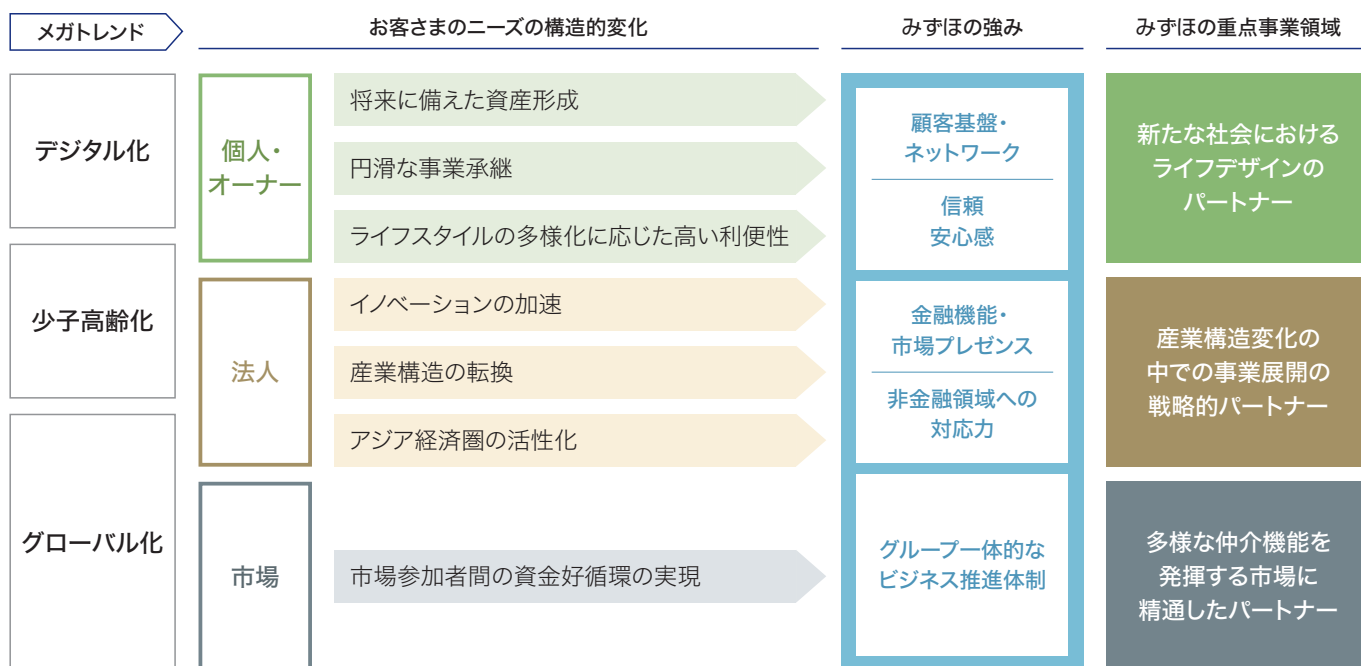 メガトレンド
お客さまのニーズの構造的変化
みずほの強み
みずほの重点事業領域
デジタル化
少子高齢化
グローバル化
個人・
オーナー
将来に備えた資産形成
円滑な事業承継
ライフスタイルの多様化に応じた高い利便性
法人
イノベーションの加速
産業構造の転換
アジア経済圏の活性化
市場
市場参加者間の資金好循環の実現
顧客基盤・
ネットワーク
信頼
安心感
金融機能・
市場プレゼンス
非金融領域への
対応力
グループ一体的な
ビジネス推進体制
新たな社会における
ライフデザインの
パートナー
産業構造変化の
中での事業展開の
戦略的パートナー
多様な仲介機能を
発揮する市場に
精通したパートナー